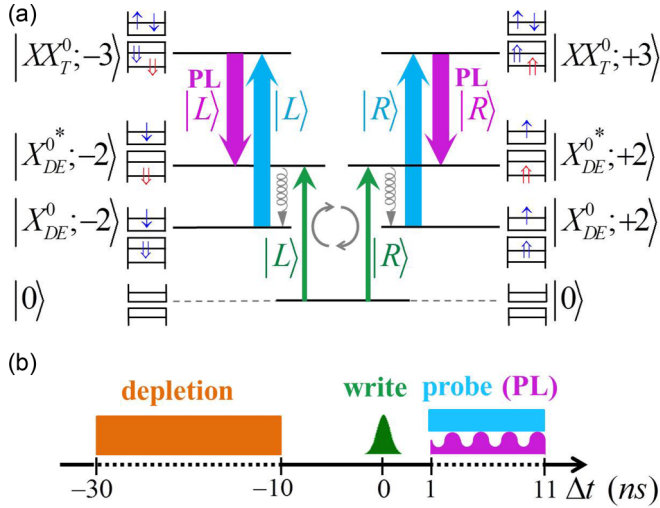 (a)
|XX_T^0;−3⟩ PL PL |XX_T^0;+3⟩
|L⟩ |L⟩ |R⟩ |R⟩
|X_DE^0*;−2⟩ |X_DE^0*;+2⟩
|X_DE^0;−2⟩ |X_DE^0;+2⟩
|L⟩ |R⟩
|0⟩ |0⟩
(b)
depletion write probe (PL)
−30 −10 0 1 11 Δt (ns)